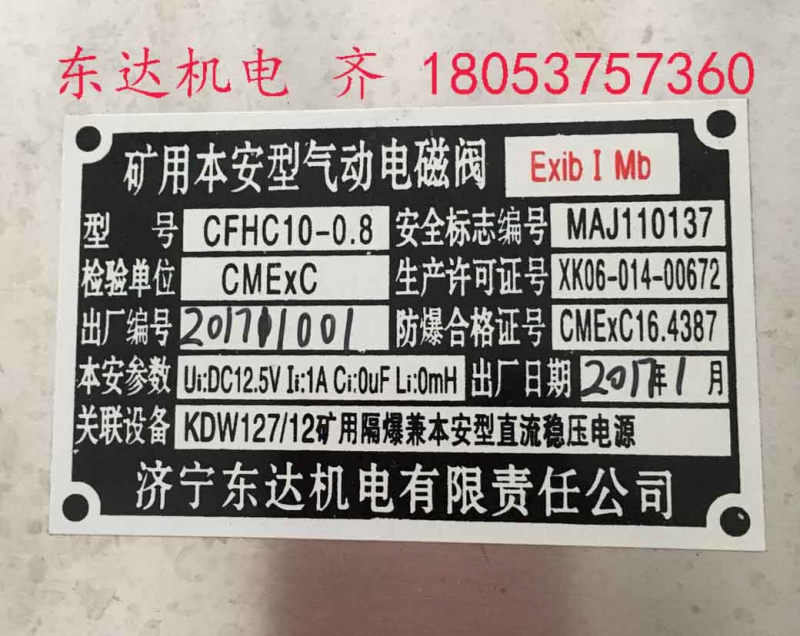 东达机电 齐 18053757360
矿用本安型气动电磁阀 Exib I Mb
型 号 CFHC10-0.8 安全标志编号 MAJ110137
检验单位 CMExC 生产许可证号 XK06-014-00672
出厂编号 201701001 防爆合格证号 CMExC16.4387
本安参数 Ui:DC12.5V Ii:1A Ci:0uF Li:0mH 出厂日期 2017年1月
关联设备 KDW127/12矿用隔爆兼本安型直流稳压电源
济宁东达机电有限责任公司